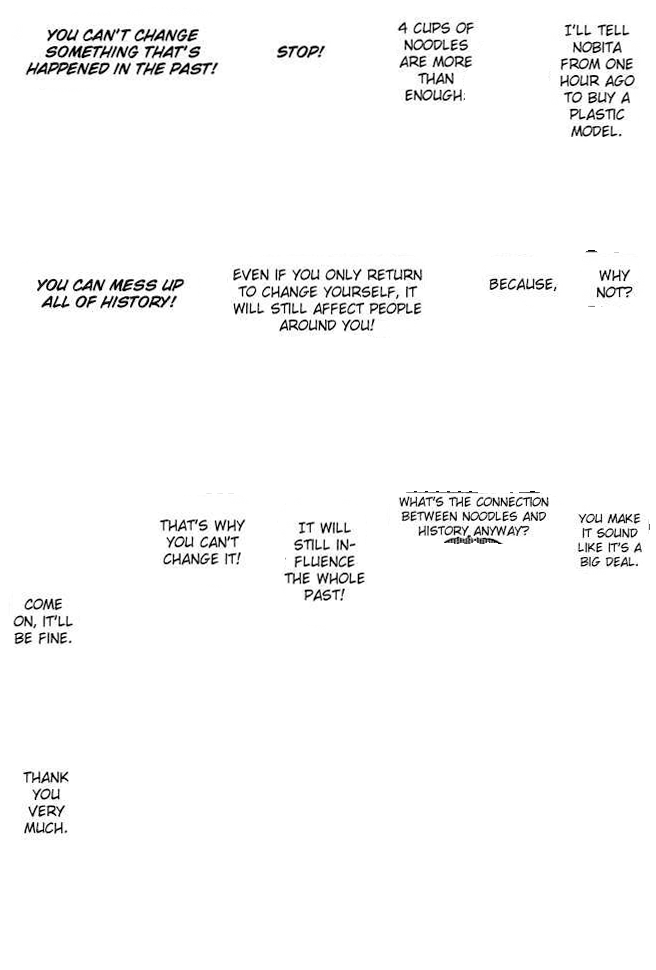 I'LL TELL
NOBITA
FROM ONE
HOUR AGO
TO BUY A
PLASTIC
MODEL.
4 CUPS OF
NOODLES
ARE MORE
THAN
ENOUGH.
STOP!
YOU CAN'T CHANGE
SOMETHING THAT'S
HAPPENED IN THE PAST!
WHY
NOT?
BECAUSE,
EVEN IF YOU ONLY RETURN
TO CHANGE YOURSELF, IT
WILL STILL AFFECT PEOPLE
AROUND YOU!
YOU CAN MESS UP
ALL OF HISTORY!
YOU MAKE
IT SOUND
LIKE IT'S A
BIG DEAL.
WHAT'S THE CONNECTION
BETWEEN NOODLES AND
HISTORY ANYWAY?
IT WILL
STILL IN-
FLUENCE
THE WHOLE
PAST!
THAT'S WHY
YOU CAN'T
CHANGE IT!
COME
ON, IT'LL
BE FINE.
THANK
YOU
VERY
MUCH.